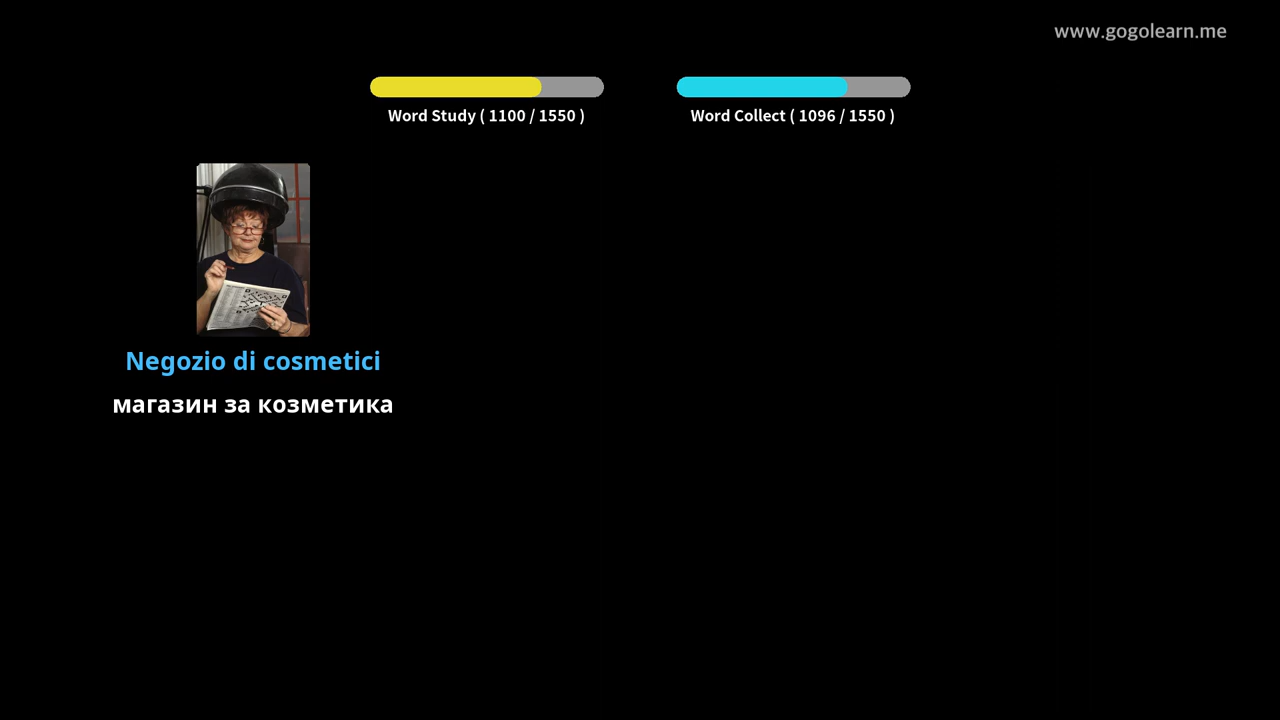 www.gogolearn.me
Word Study ( 1100 / 1550 )
Word Collect ( 1096 / 1550 )
Negozio di cosmetici
магазин за козметика